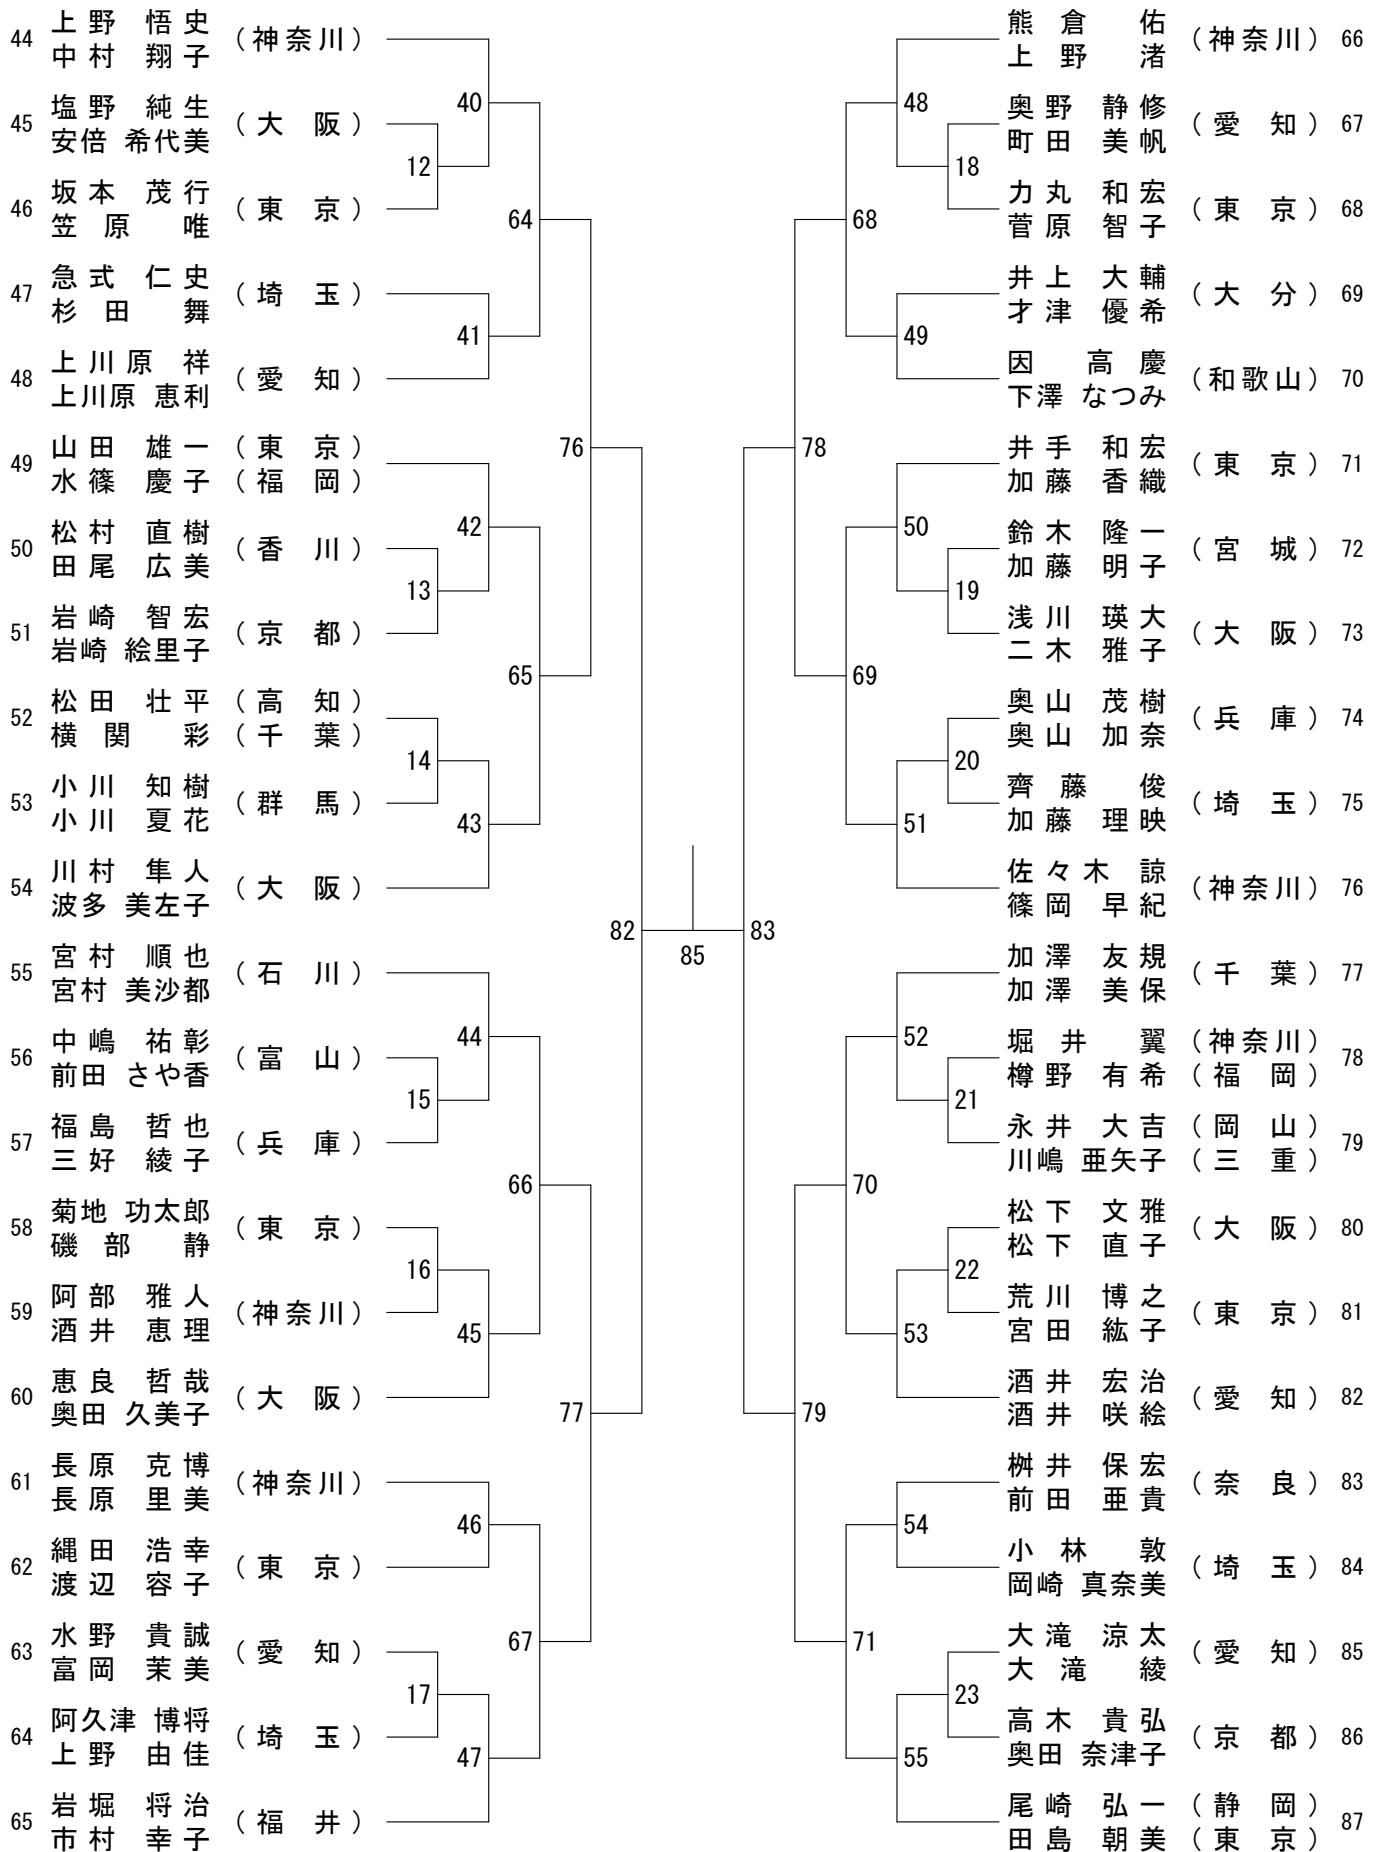 44 上野 悟史 (神奈川)
中村 翔子
45 塩野 純生 (大阪)
安倍 希代美
46 坂本 茂行 (東京)
笠原 唯
47 急式 仁史 (埼玉)
杉田 舞
48 上川原 祥 (愛知)
上川原 恵利
49 山田 雄一 (東京)
水篠 慶子 (福岡)
50 松村 直樹 (香川)
田尾 広美
51 岩崎 智宏 (京都)
岩崎 絵里子
52 松田 壮平 (高知)
横関 彩 (千葉)
53 小川 知樹 (群馬)
小川 夏花
54 川村 隼人 (大阪)
波多 美左子
55 宮村 順也 (石川)
宮村 美沙都
56 中嶋 祐彰 (富山)
前田 さや香
57 福島 哲也 (兵庫)
三好 綾子
58 菊地 功太郎 (東京)
磯部 静
59 阿部 雅人 (神奈川)
酒井 恵理
60 恵良 哲哉 (大阪)
奥田 久美子
61 長原 克博 (神奈川)
長原 里美
62 縄田 浩幸 (東京)
渡辺 容子
63 水野 貴誠 (愛知)
富岡 茉美
64 阿久津 博将 (埼玉)
上野 由佳
65 岩堀 将治 (福井)
市村 幸子
12
13
14
15
16
17
40
41
42
43
44
45
46
47
64
65
66
67
76
77
82
85
83
78
79
68
69
70
71
48
49
50
51
52
53
54
55
18
19
20
21
22
23
熊倉 佑 (神奈川) 66
上野 渚
奥野 静修 (愛知) 67
町田 美帆
力丸 和宏 (東京) 68
菅原 智子
井上 大輔 (大分) 69
才津 優希
因 高慶 (和歌山) 70
下澤 なつみ
井手 和宏 (東京) 71
加藤 香織
鈴木 隆一 (宮城) 72
加藤 明子
浅川 瑛大 (大阪) 73
二木 雅子
奥山 茂樹 (兵庫) 74
奥山 加奈
齊藤 俊 (埼玉) 75
加藤 理映
佐々木 諒 (神奈川) 76
篠岡 早紀
加澤 友規 (千葉) 77
加澤 美保
堀井 翼 (神奈川) 78
樽野 有希 (福岡)
永井 大吉 (岡山) 79
川嶋 亜矢子 (三重)
松下 文雅 (大阪) 80
松下 直子
荒川 博之 (東京) 81
宮田 紘子
酒井 宏治 (愛知) 82
酒井 咲絵
桝井 保宏 (奈良) 83
前田 亜貴
小林 敦 (埼玉) 84
岡崎 真奈美
大滝 涼太 (愛知) 85
大滝 綾
高木 貴弘 (京都) 86
奥田 奈津子
尾崎 弘一 (静岡) 87
田島 朝美 (東京)